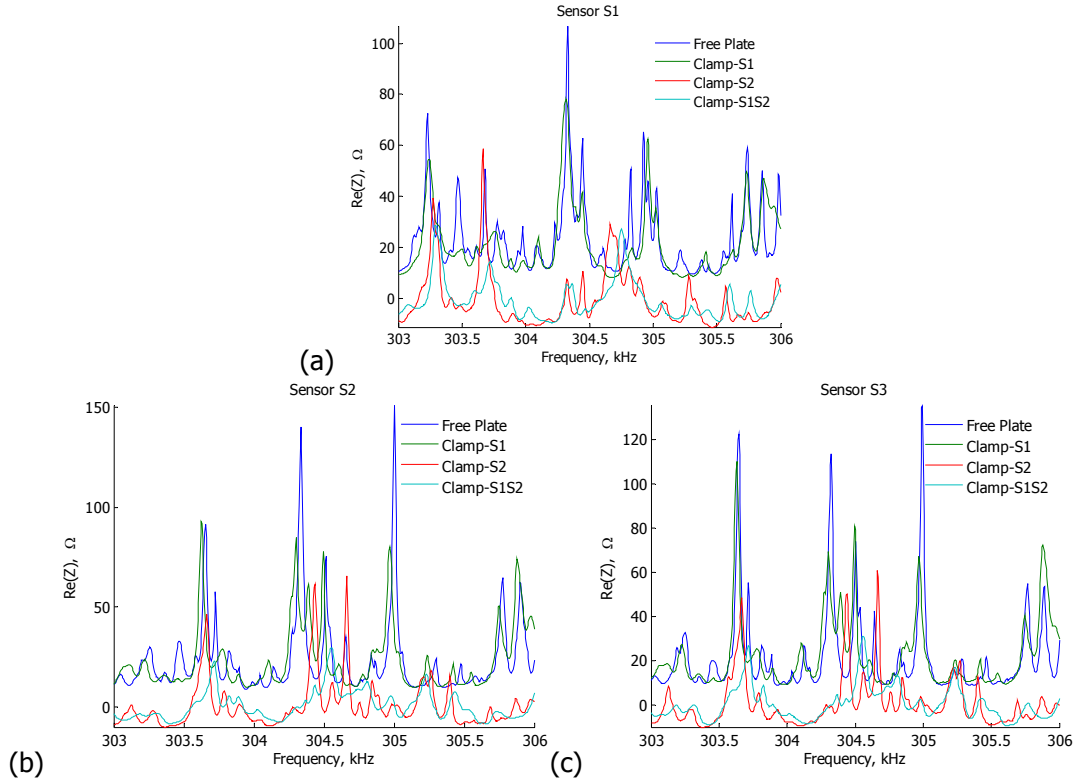 Sensor S1
Free Plate
Clamp-S1
Clamp-S2
Clamp-S1S2
Re(Z), Ω
100
80
60
40
20
0
303 303.5 304 304.5 305 305.5 306
Frequency, kHz
(a)
Sensor S2
Free Plate
Clamp-S1
Clamp-S2
Clamp-S1S2
Re(Z), Ω
150
100
50
0
303 303.5 304 304.5 305 305.5 306
Frequency, kHz
(b)
Sensor S3
Free Plate
Clamp-S1
Clamp-S2
Clamp-S1S2
Re(Z), Ω
120
100
80
60
40
20
0
303 303.5 304 304.5 305 305.5 306
Frequency, kHz
(c)